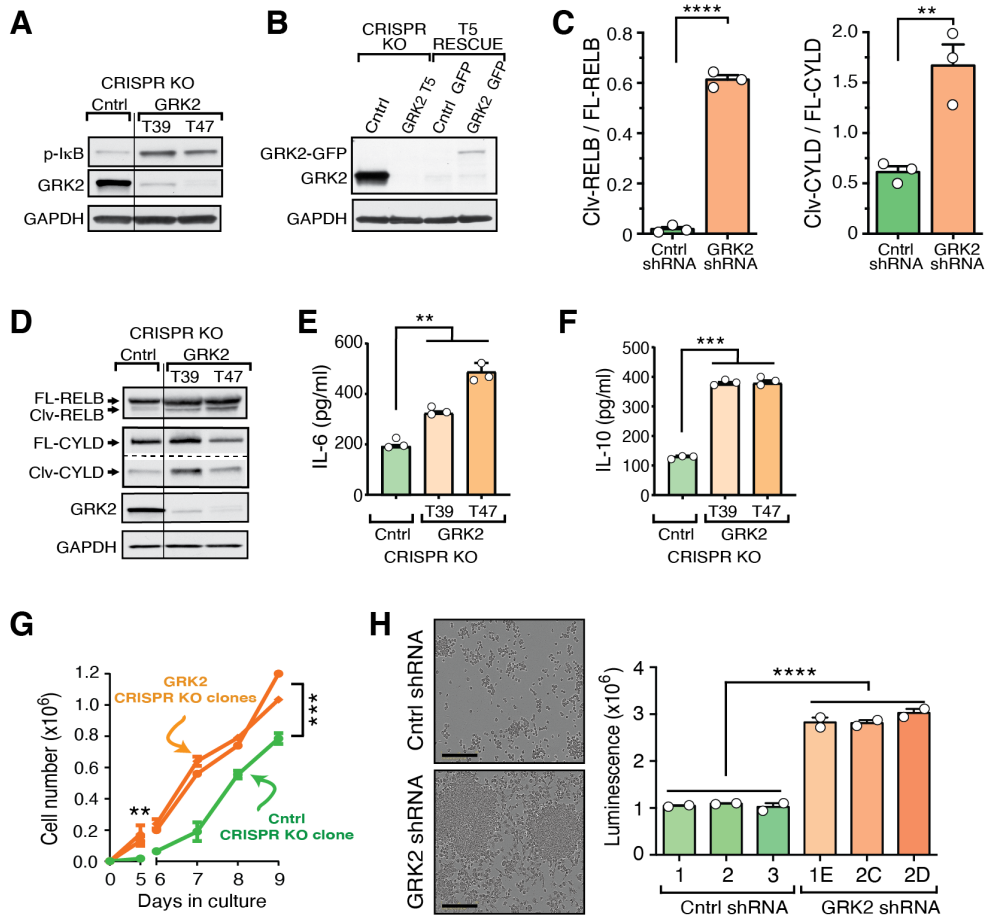 A
CRISPR KO
Cntrl GRK2
T39 T47
p-IκB
GRK2
GAPDH
B
CRISPR KO
T5 RESCUE
Cntrl
GRK2 T5
Cntrl GFP
GRK2 GFP
GRK2-GFP
GRK2
GAPDH
C
Clv-RELB / FL-RELB
****
0.8
0.6
0.4
0.2
0
Cntrl shRNA
GRK2 shRNA
Clv-CYLD / FL-CYLD
**
2.0
1.5
1.0
0.5
0
Cntrl shRNA
GRK2 shRNA
D
CRISPR KO
Cntrl GRK2
T39 T47
FL-RELB
Clv-RELB
FL-CYLD
Clv-CYLD
GRK2
GAPDH
E
**
IL-6 (pg/ml)
600
400
200
0
T39 T47
Cntrl GRK2
CRISPR KO
F
***
IL-10 (pg/ml)
500
400
300
200
100
0
T39 T47
Cntrl GRK2
CRISPR KO
G
Cell number (x10⁶)
1.2
1.0
0.8
0.6
0.4
0.2
0.0
GRK2
CRISPR KO clones
***
**
Cntrl
CRISPR KO clone
0 5 6 7 8 9
Days in culture
H
Cntrl shRNA
GRK2 shRNA
Luminescence (x10⁶)
4
3
2
1
0
****
1 2 3 1E 2C 2D
Cntrl shRNA GRK2 shRNA